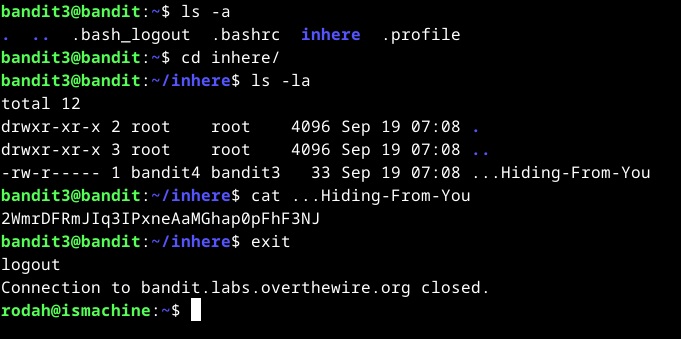 bandit3@bandit:~$ ls -a
.  ..  .bash_logout  .bashrc  inhere  .profile
bandit3@bandit:~$ cd inhere/
bandit3@bandit:~/inhere$ ls -la
total 12
drwxr-xr-x 2 root    root    4096 Sep 19 07:08 .
drwxr-xr-x 3 root    root    4096 Sep 19 07:08 ..
-rw-r----- 1 bandit4 bandit3   33 Sep 19 07:08 ...Hiding-From-You
bandit3@bandit:~/inhere$ cat ...Hiding-From-You
2WmrDFRmJIq3IPxneAaMGhap0pFhF3NJ
bandit3@bandit:~/inhere$ exit
logout
Connection to bandit.labs.overthewire.org closed.
rodah@ismachine:~$